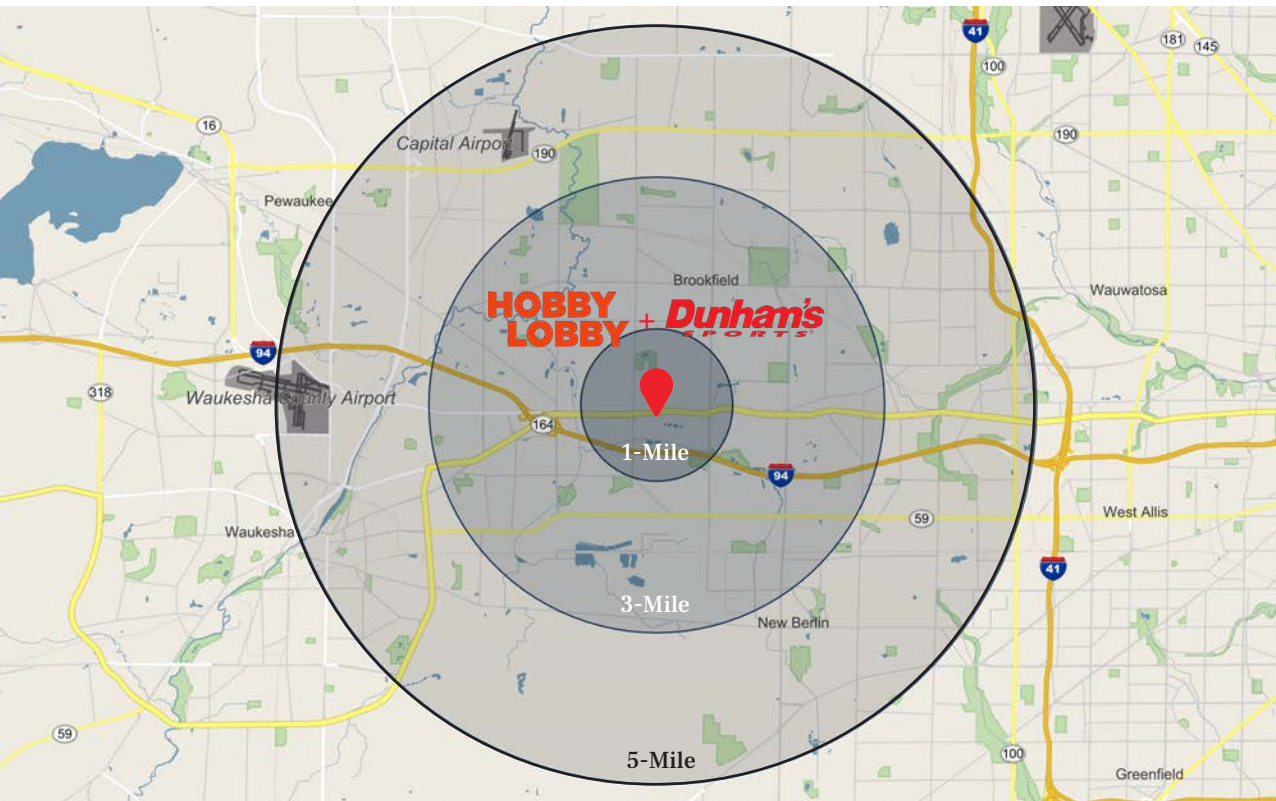 41
181
145
100
16
190
Capital Airport
190
Pewaukee
Brookfield
Wauwatosa
HOBBY
LOBBY
+
Dunham's
SPORTS
94
318
Waukesha County Airport
164
1-Mile
94
59
West Allis
Waukesha
41
3-Mile
New Berlin
59
100
5-Mile
Greenfield